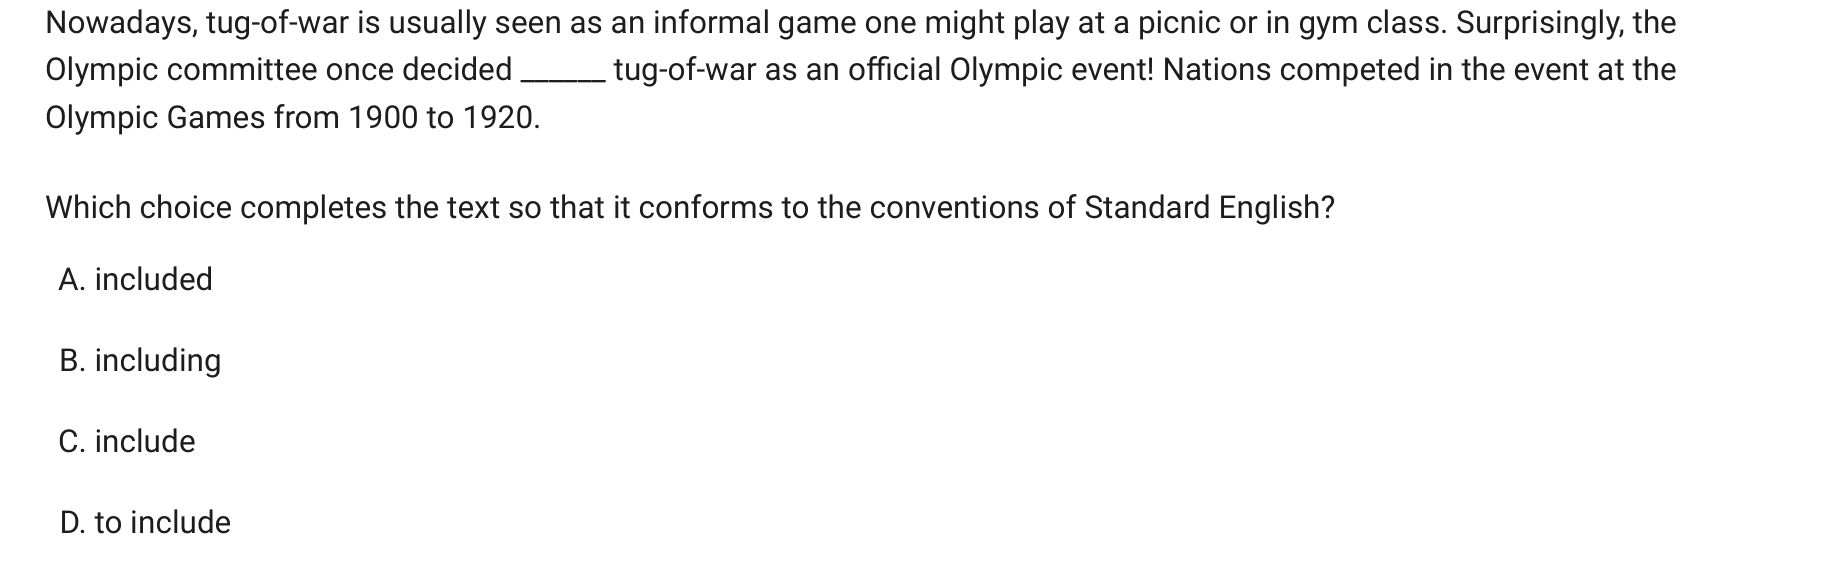 Nowadays, tug-of-war is usually seen as an informal game one might play at a picnic or in gym class. Surprisingly, the
Olympic committee once decided ______ tug-of-war as an official Olympic event! Nations competed in the event at the
Olympic Games from 1900 to 1920.
Which choice completes the text so that it conforms to the conventions of Standard English?
A. included
B. including
C. include
D. to include